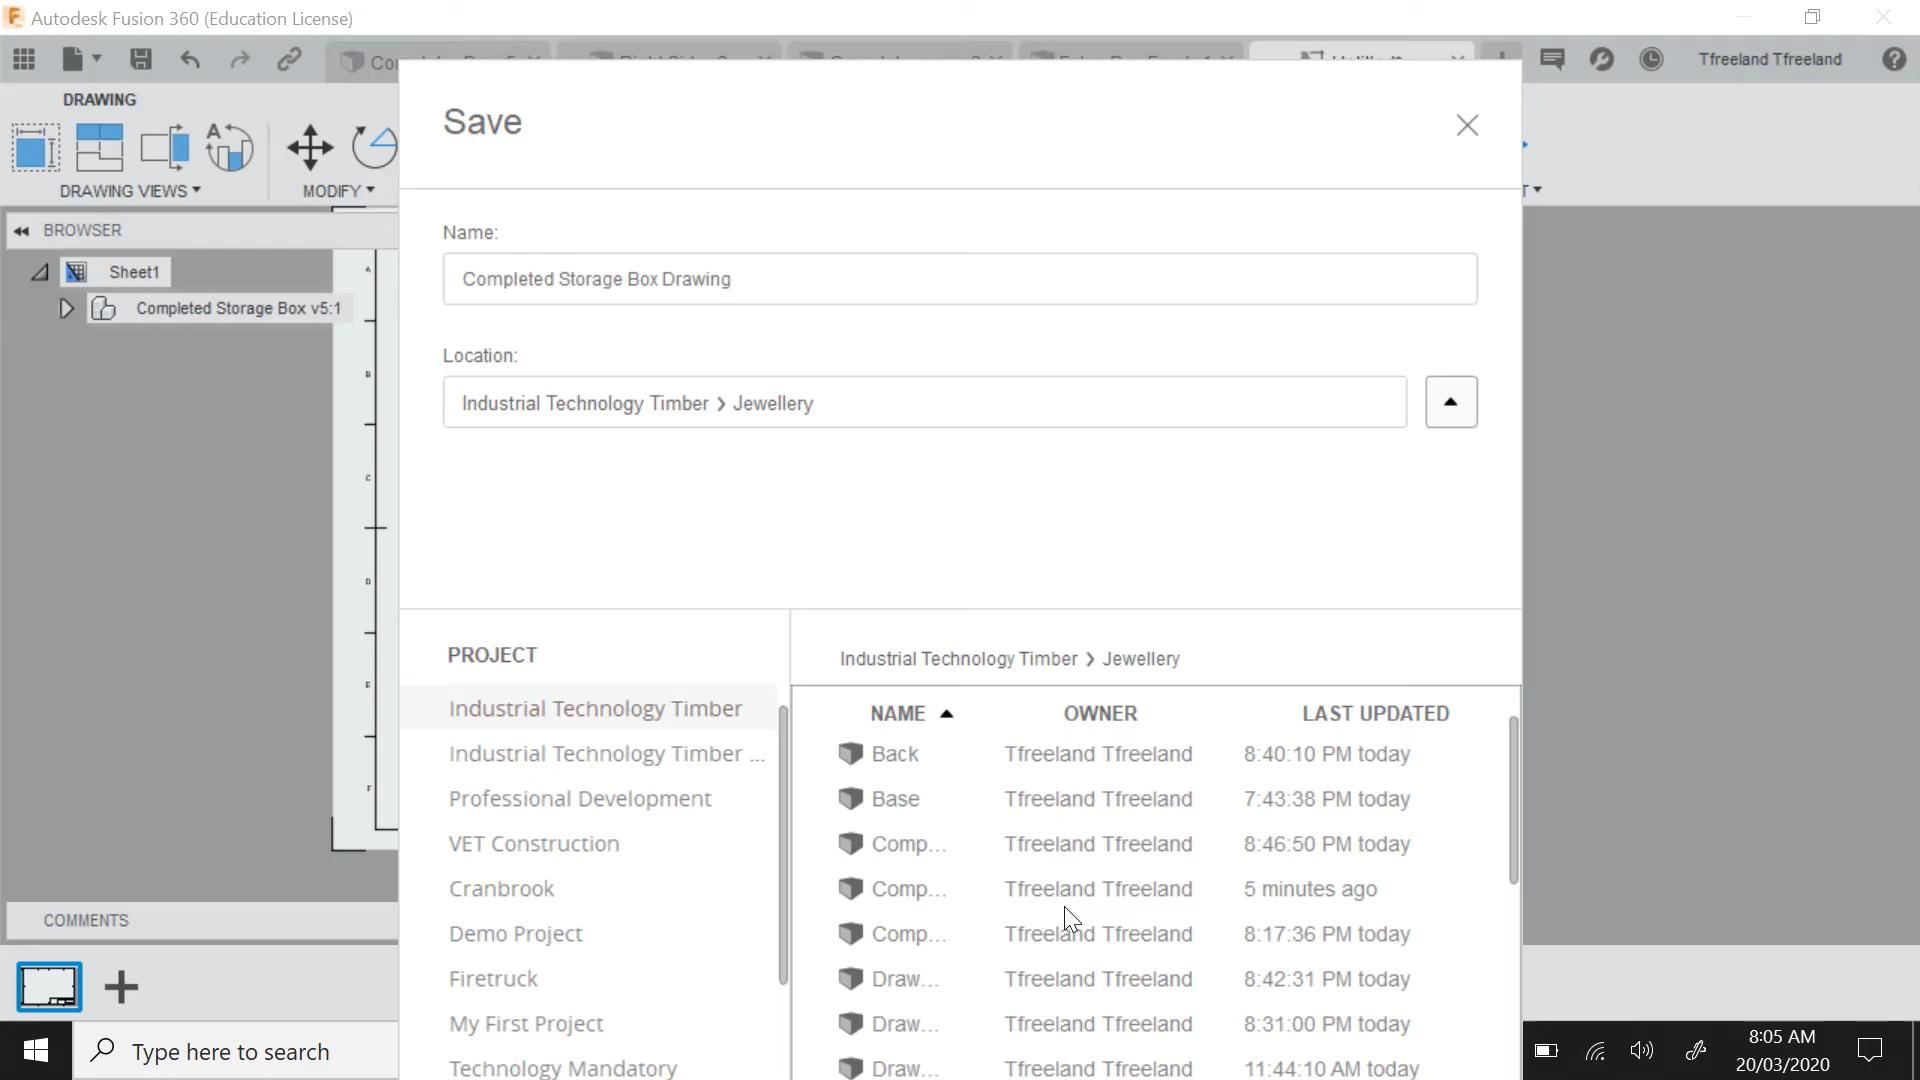 Autodesk Fusion 360 (Education License)
Tfreeland Tfreeland
DRAWING
DRAWING VIEWS
MODIFY
BROWSER
Sheet1
Completed Storage Box v5:1
A
B
C
D
E
F
COMMENTS
Save
Name:
Completed Storage Box Drawing
Location:
Industrial Technology Timber > Jewellery
PROJECT
Industrial Technology Timber
Industrial Technology Timber ...
Professional Development
VET Construction
Cranbrook
Demo Project
Firetruck
My First Project
Technology Mandatory
Industrial Technology Timber > Jewellery
NAME OWNER LAST UPDATED
Back Tfreeland Tfreeland 8:40:10 PM today
Base Tfreeland Tfreeland 7:43:38 PM today
Comp... Tfreeland Tfreeland 8:46:50 PM today
Comp... Tfreeland Tfreeland 5 minutes ago
Comp... Tfreeland Tfreeland 8:17:36 PM today
Draw... Tfreeland Tfreeland 8:42:31 PM today
Draw... Tfreeland Tfreeland 8:31:00 PM today
Draw... Tfreeland Tfreeland 11:44:10 AM today
Type here to search
8:05 AM
20/03/2020